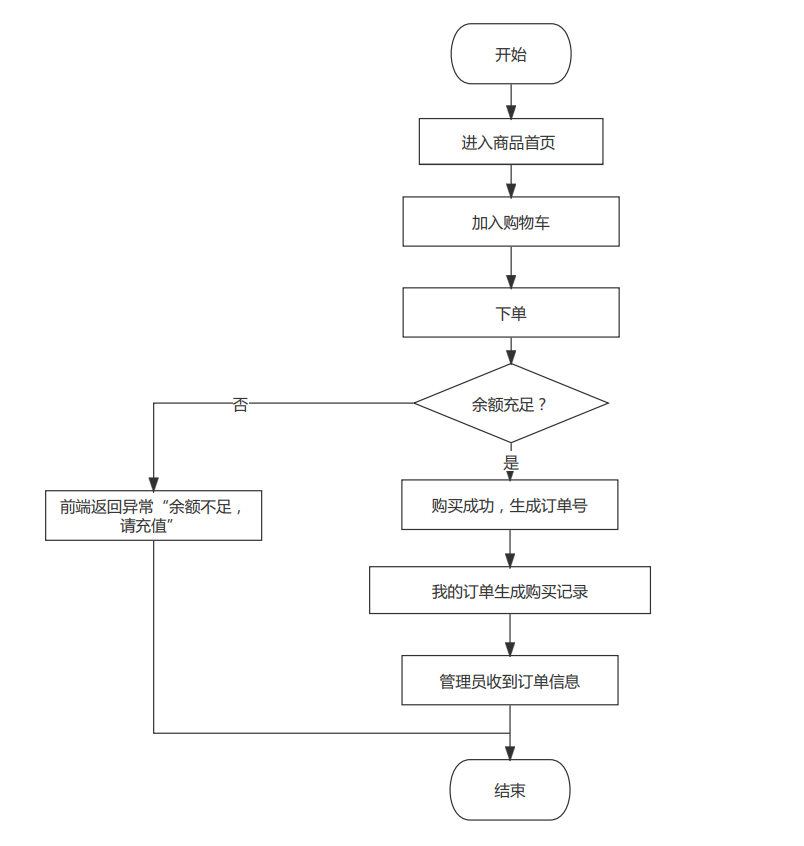 开始
进入商品首页
加入购物车
下单
余额充足？
否
是
前端返回异常“余额不足，
请充值”
购买成功，生成订单号
我的订单生成购买记录
管理员收到订单信息
结束